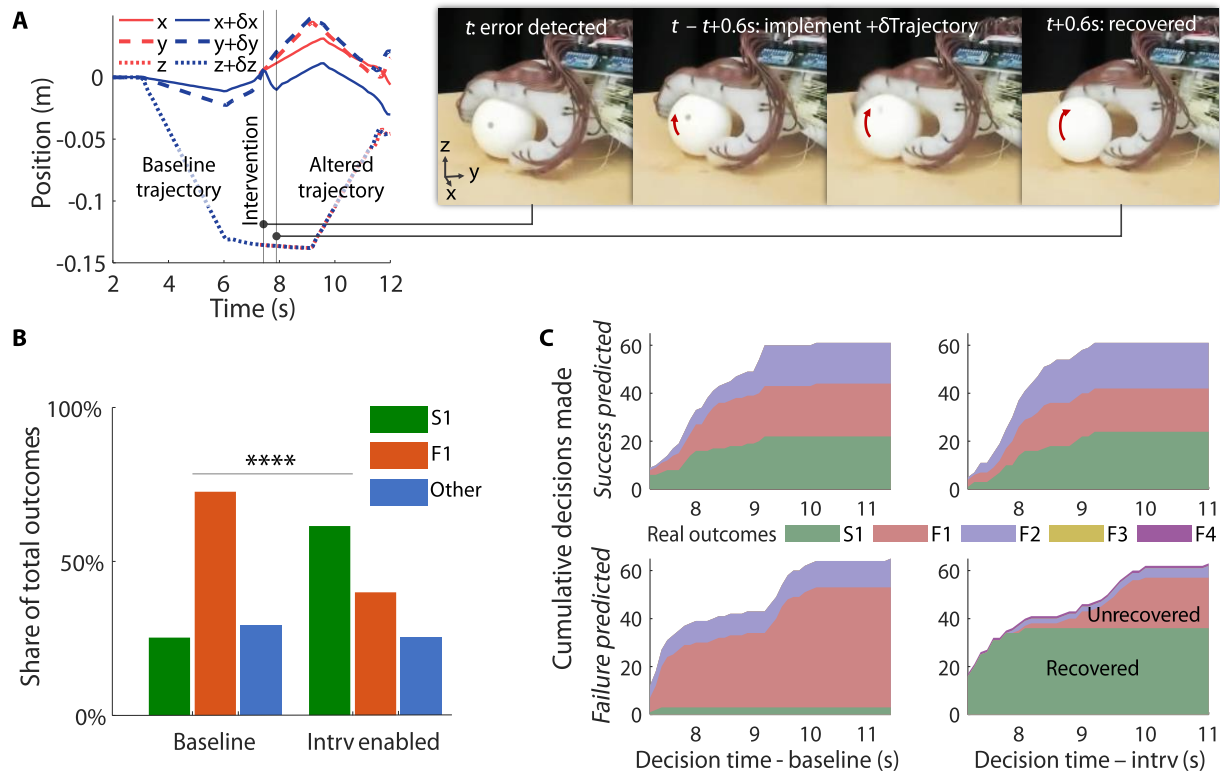 A
x
x+δx
y
y+δy
z
z+δz
0
-0.05
-0.1
-0.15
Position (m)
Baseline
trajectory
Intervention
Altered
trajectory
2
4
6
8
10
12
Time (s)
t: error detected
t – t+0.6s: implement +δTrajectory
t+0.6s: recovered
z
y
x
B
100%
50%
0%
Share of total outcomes
S1
F1
Other
****
Baseline
Intrv enabled
C
Cumulative decisions made
Success predicted
60
40
20
0
8
9
10
11
60
40
20
0
8
9
10
11
Real outcomes S1 F1 F2 F3 F4
Failure predicted
60
40
20
0
8
9
10
11
Decision time - baseline (s)
60
40
20
0
Unrecovered
Recovered
8
9
10
11
Decision time – intrv (s)